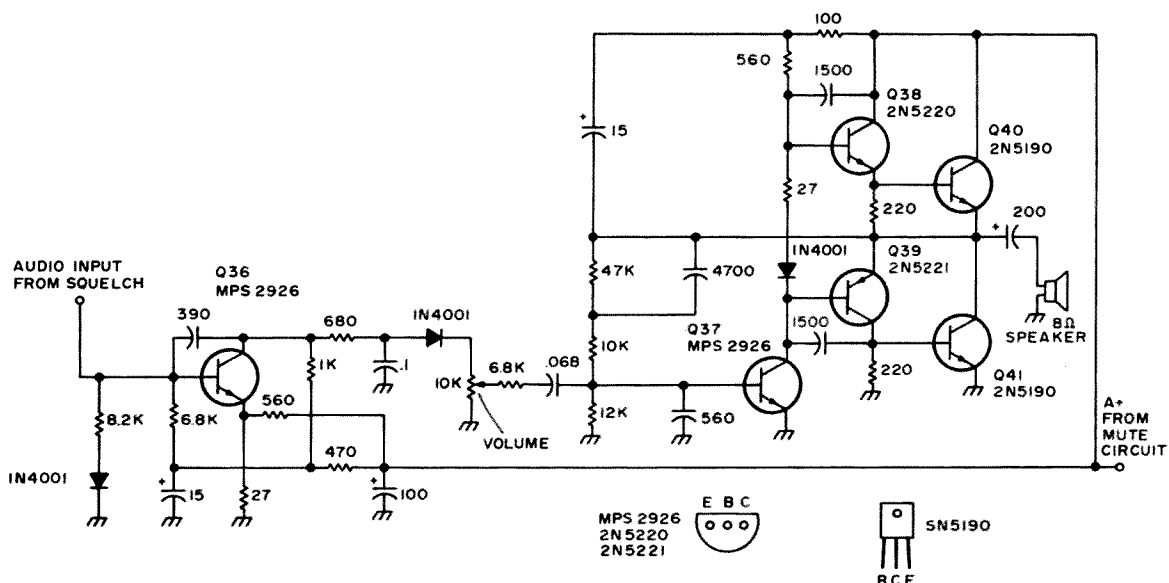 100
560
1500
Q38
2N5220
+
15
Q40
2N5190
27
220
+
200
AUDIO INPUT
FROM SQUELCH
Q36
MPS 2926
1N4001
Q39
2N5221
47K
4700
8Ω
SPEAKER
390
680
1N4001
Q37
MPS 2926
1500
1K
.1
10K
6.8K
.068
10K
220
Q41
2N5190
8.2K
6.8K
560
VOLUME
12K
560
A+
FROM
MUTE
CIRCUIT
1N4001
470
+
15
27
+
100
E B C
MPS 2926
2N5220
2N5221
SN5190
B C E